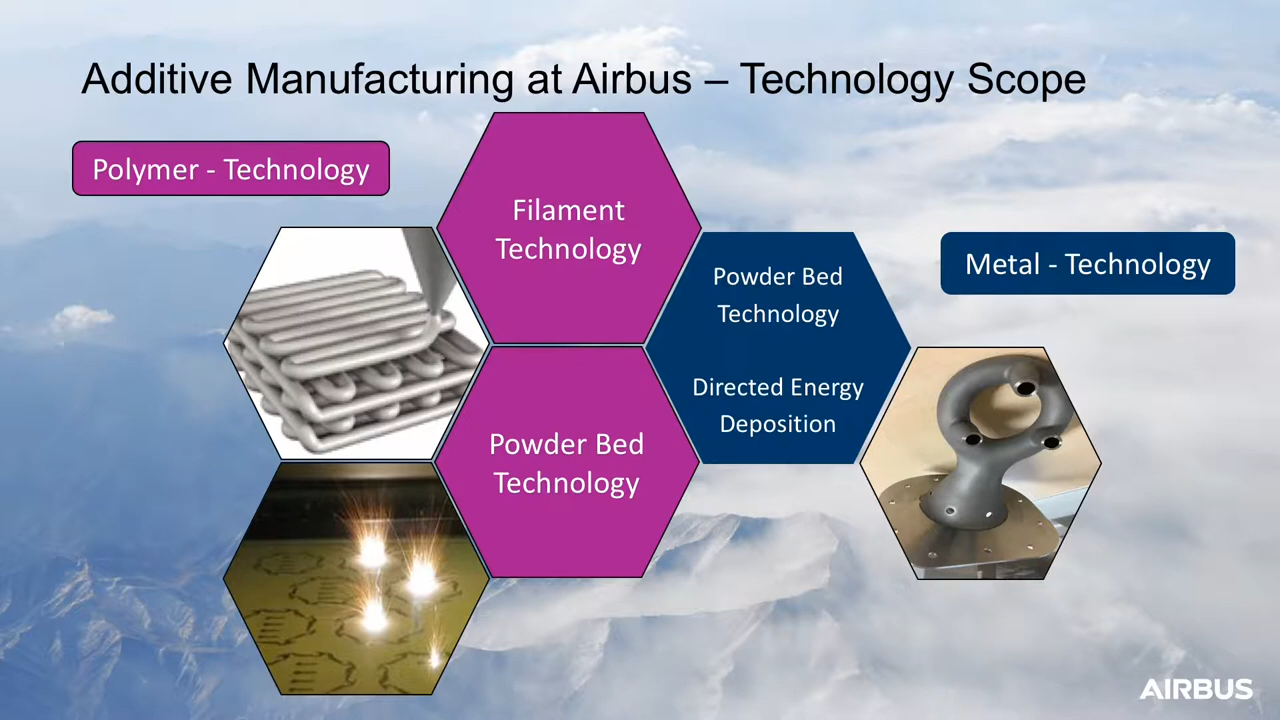 Additive Manufacturing at Airbus – Technology Scope
Polymer - Technology
Filament
Technology
Powder Bed
Technology
Directed Energy
Deposition
Metal - Technology
Powder Bed
Technology
AIRBUS